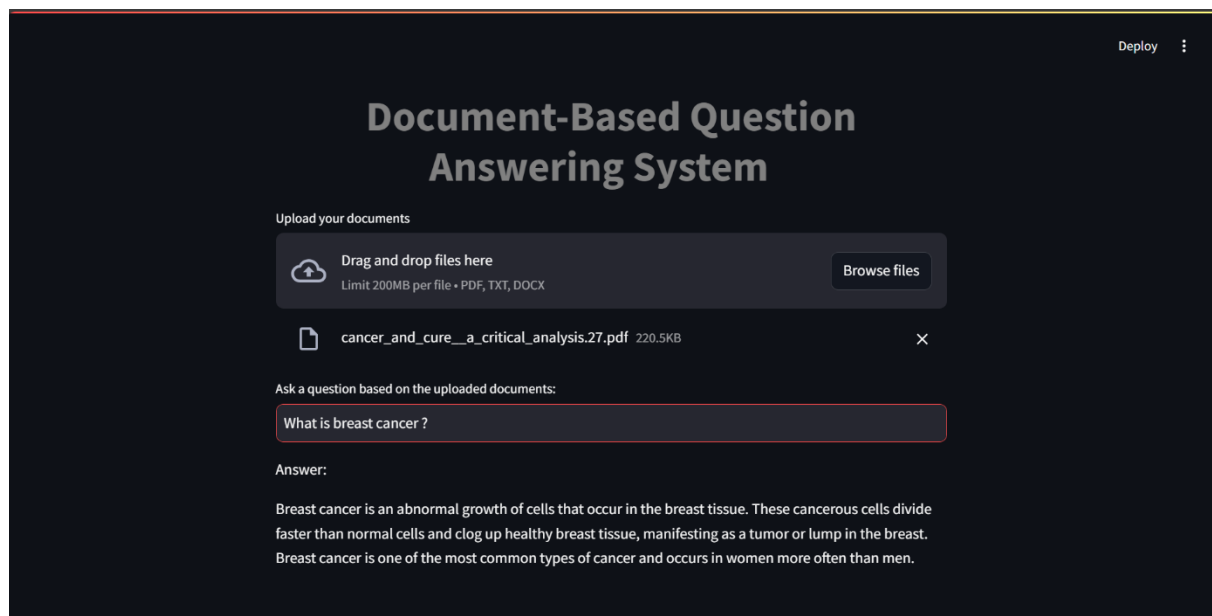 Deploy
Document-Based Question
Answering System
Upload your documents
Drag and drop files here
Limit 200MB per file • PDF, TXT, DOCX
Browse files
cancer_and_cure__a_critical_analysis.27.pdf 220.5KB
Ask a question based on the uploaded documents:
What is breast cancer ?
Answer:
Breast cancer is an abnormal growth of cells that occur in the breast tissue. These cancerous cells divide
faster than normal cells and clog up healthy breast tissue, manifesting as a tumor or lump in the breast.
Breast cancer is one of the most common types of cancer and occurs in women more often than men.